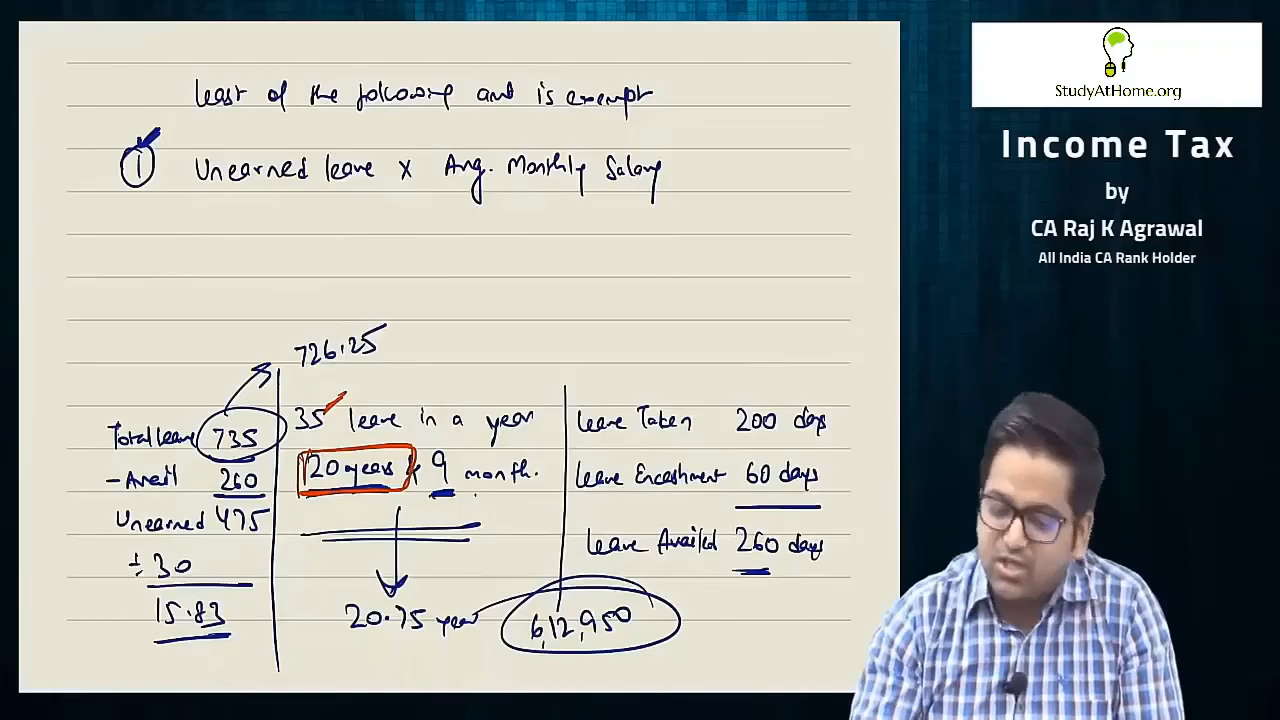 least of the following and is exempt
1 Unearned leave x Avg. Monthly Salary
726.25
Total leave 735
- Avail 260
Unearned 475
÷ 30
15.83
35 leave in a year
20 years & 9 month.
20.75 year
6,12,950
leave Taken 200 days
leave Encashment 60 days
leave Availed 260 days
StudyAtHome.org
Income Tax
by
CA Raj K Agrawal
All India CA Rank Holder